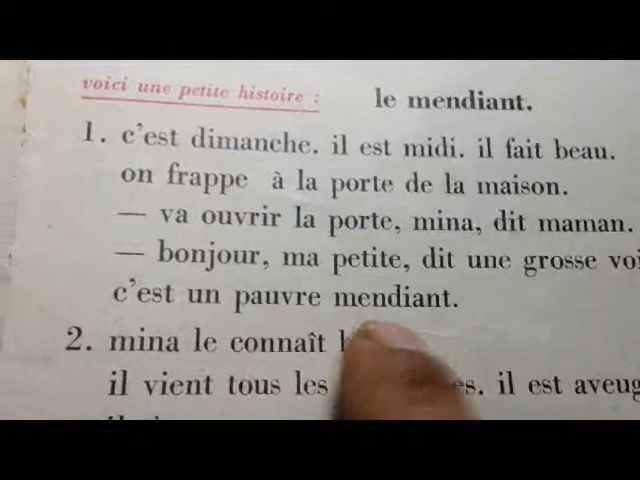 voici une petite histoire :
le mendiant.
1. c'est dimanche. il est midi. il fait beau.
on frappe à la porte de la maison.
— va ouvrir la porte, mina, dit maman.
— bonjour, ma petite, dit une grosse
c'est un pauvre mendiant.
2. mina le connaît
il vient tous les il est